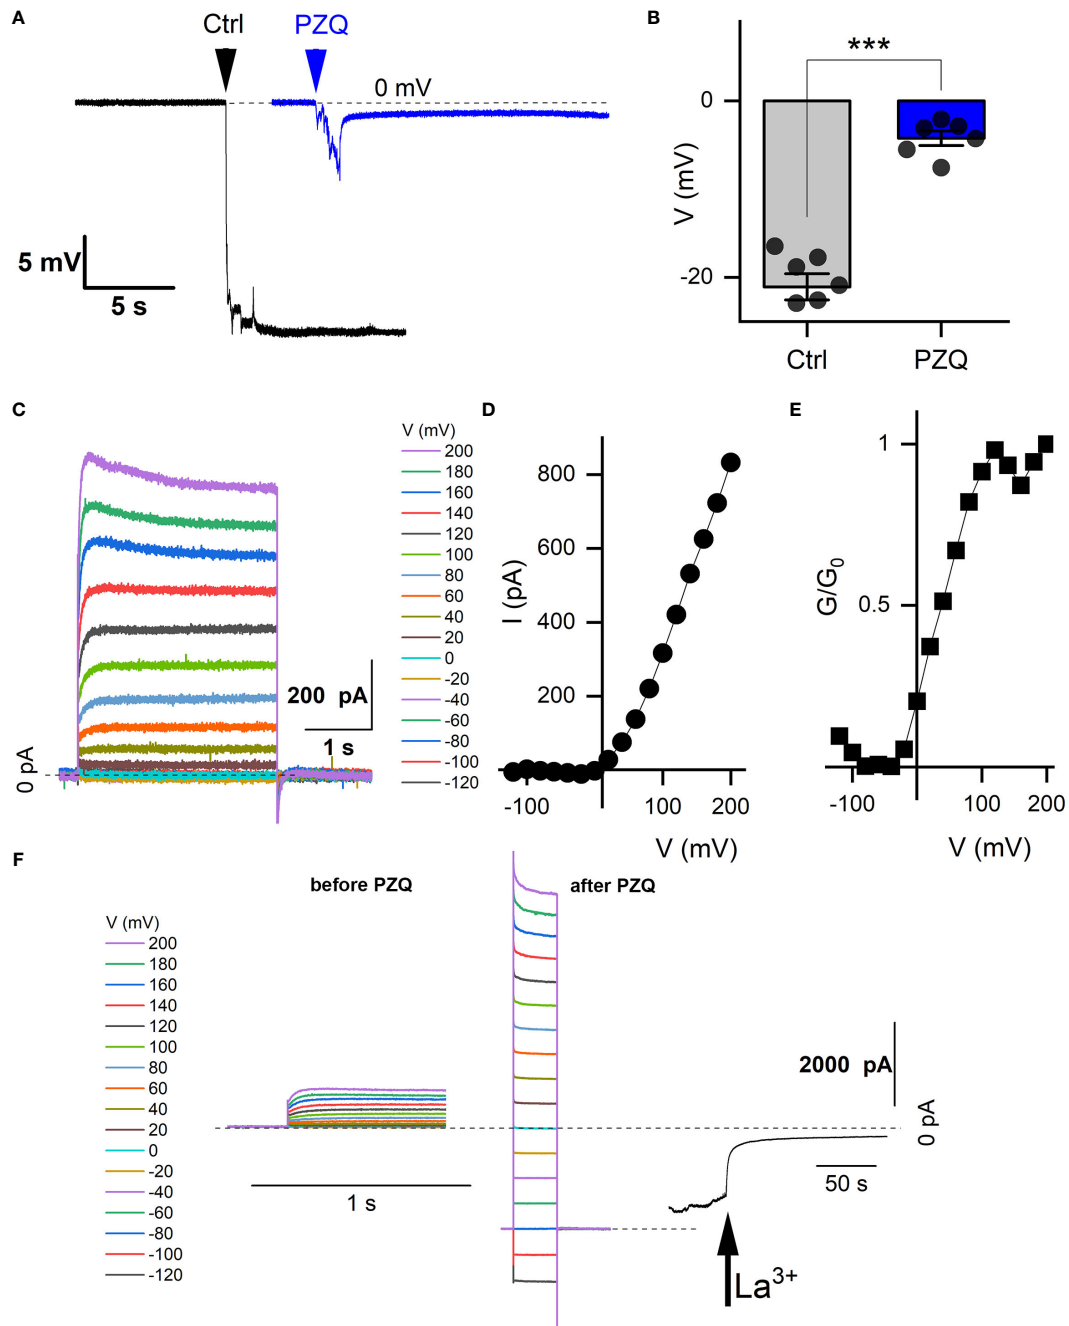 A
Ctrl
PZQ
0 mV
5 mV
5 s
B
***
0
-20
V (mV)
Ctrl
PZQ
C
V (mV)
200
180
160
140
120
100
80
60
40
20
0
-20
-40
-60
-80
-100
-120
200 pA
1 s
0 pA
D
800
600
400
200
I (pA)
-100
100
200
V (mV)
E
1
0.5
G/G0
-100
100
200
V (mV)
F
before PZQ
after PZQ
V (mV)
200
180
160
140
120
100
80
60
40
20
0
-20
-40
-60
-80
-100
-120
1 s
2000 pA
0 pA
50 s
La3+